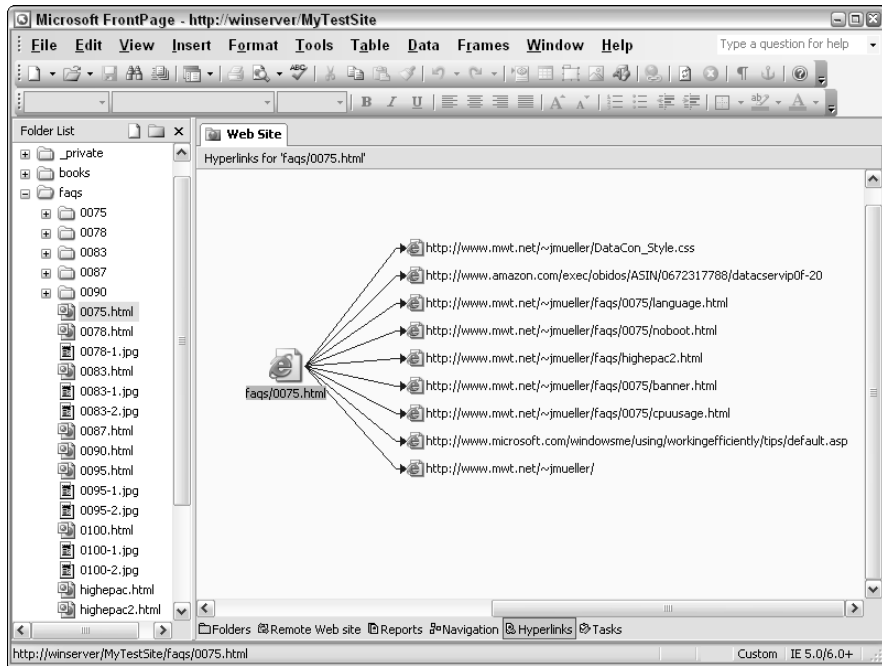 Microsoft FrontPage - http://winserver/MyTestSite
File Edit View Insert Format Tools Table Data Frames Window Help
Type a question for help
ABC
B I U A A ab A
Folder List
Web Site
Hyperlinks for 'faqs/0075.html'
_private
books
faqs
0075
0078
0083
0087
0090
0075.html
0078.html
0078-1.jpg
0083.html
0083-1.jpg
0083-2.jpg
0087.html
0090.html
0095.html
0095-1.jpg
0095-2.jpg
0100.html
0100-1.jpg
0100-2.jpg
highepac.html
highepac2.html
faqs/0075.html
http://www.mwt.net/~jmueller/DataCon_Style.css
http://www.amazon.com/exec/obidos/ASIN/0672317788/datacservip0f-20
http://www.mwt.net/~jmueller/faqs/0075/language.html
http://www.mwt.net/~jmueller/faqs/0075/noboot.html
http://www.mwt.net/~jmueller/faqs/highepac2.html
http://www.mwt.net/~jmueller/faqs/0075/banner.html
http://www.mwt.net/~jmueller/faqs/0075/cpuusage.html
http://www.microsoft.com/windowsme/using/workingefficiently/tips/default.asp
http://www.mwt.net/~jmueller/
Folders Remote Web site Reports Navigation Hyperlinks Tasks
http://winserver/MyTestSite/faqs/0075.html
Custom IE 5.0/6.0+